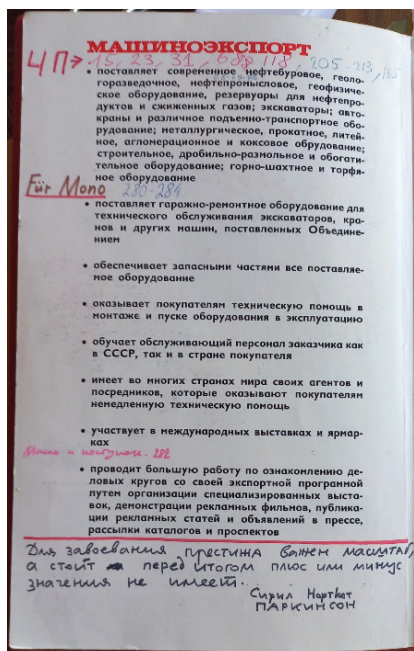 МАШИНОЭКСПОРТ
ЧП→15, 23, 31, 118, 205-213,
• поставляет современное нефтебуровое, геоло-
горазведочное, нефтепромысловое, геофизиче-
ское оборудование, резервуары для нефтепро-
дуктов и сжиженных газов; экскаваторы; авто-
краны и различное подъемно-транспортное обо-
рудование; металлургическое, прокатное, литей-
ное, агломерационное и коксовое обрудование;
строительное, дробильно-размольное и обогати-
тельное оборудование; горно-шахтное и торфя-
ное оборудование
Für Mono 280-284
• поставляет гаражно-ремонтное оборудование для
технического обслуживания экскаваторов, кра-
нов и других машин, поставленных Объедине-
нием
• обеспечивает запасными частями все поставляе-
мое оборудование
• оказывает покупателям техническую помощь в
монтаже и пуске оборудования в эксплуатацию
• обучает обслуживающий персонал заказчика как
в СССР, так и в стране покупателя
• имеет во многих странах мира своих агентов и
посредников, которые оказывают покупателям
немедленную техническую помощь
• участвует в международных выставках и ярмар-
ках
282
• проводит большую работу по ознакомлению де-
ловых кругов со своей экспортной программой
путем организации специализированных выста-
вок, демонстрации рекламных фильмов, публика-
ции рекламных статей и объявлений в прессе,
рассылки каталогов и проспектов
Для завоевания престижа важен масштаб,
а стоит перед итогом плюс или минус
значения не имеет.
Сирил Норткот
ПАРКИНСОН